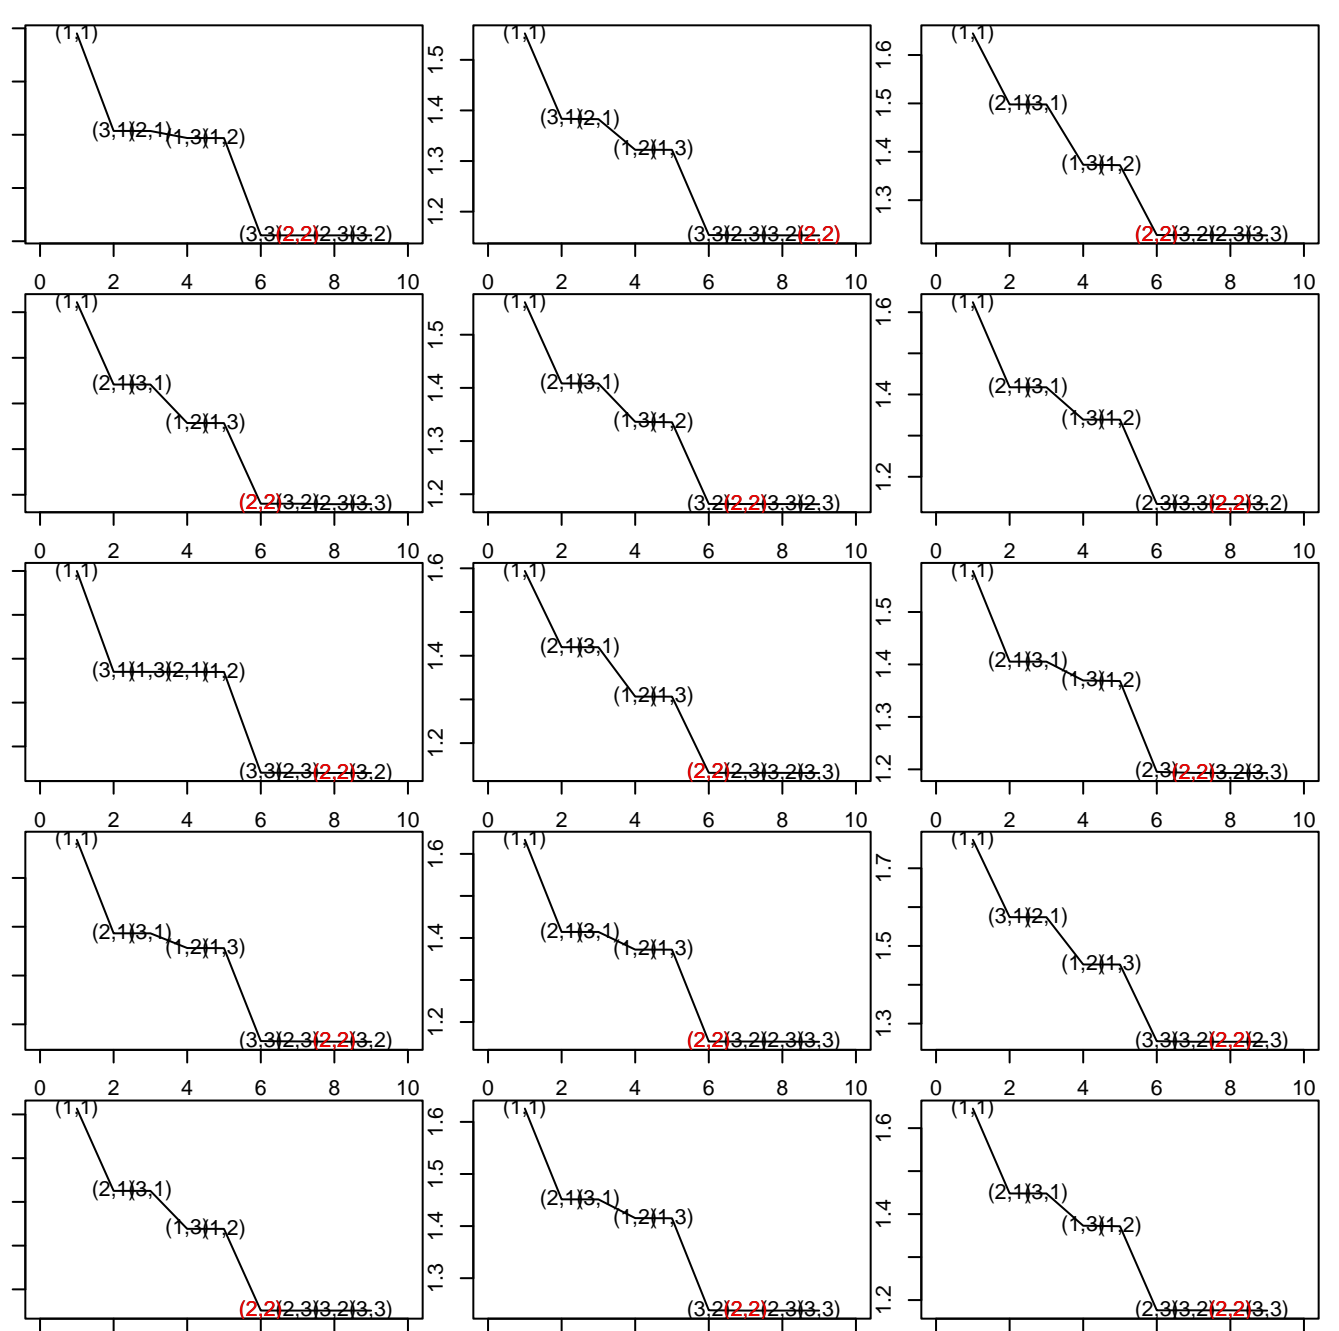 (1,1) (1,1) (1,1)
1.5 1.6
(3,1)(2,1)(1,3)(1,2) 1.4 (3,1)(2,1) 1.5 (2,1)(3,1)
1.3 (1,2)(1,3) 1.4 (1,3)(1,2)
1.2 1.3
(3,3)(2,2)(2,3)(3,2) (3,3)(2,3)(3,2)(2,2) (2,2)(3,2)(2,3)(3,3)
0 2 4 6 8 10 0 2 4 6 8 10 0 2 4 6 8 10
(1,1) (1,1) (1,1)
1.5 1.6
(2,1)(3,1) 1.4 (2,1)(3,1) 1.4 (2,1)(3,1)
(1,2)(1,3) 1.3 (1,3)(1,2) (1,3)(1,2)
1.2 1.2
(2,2)(3,2)(2,3)(3,3) (3,2)(2,2)(3,3)(2,3) (2,3)(3,3)(2,2)(3,2)
0 2 4 6 8 10 0 2 4 6 8 10 0 2 4 6 8 10
(1,1) 1.6 (1,1) (1,1)
1.5
(3,1)(1,3)(2,1)(1,2) 1.4 (2,1)(3,1) 1.4 (2,1)(3,1)(1,3)(1,2)
(1,2)(1,3) 1.3
1.2 1.2
(3,3)(2,3)(2,2)(3,2) (2,2)(2,3)(3,2)(3,3) (2,3)(2,2)(3,2)(3,3)
0 2 4 6 8 10 0 2 4 6 8 10 0 2 4 6 8 10
(1,1) (1,1) (1,1)
1.6 1.7
(2,1)(3,1)(1,2)(1,3) 1.4 (2,1)(3,1)(1,2)(1,3) 1.5 (3,1)(2,1)
(1,2)(1,3)
1.2 1.3
(3,3)(2,3)(2,2)(3,2) (2,2)(3,2)(2,3)(3,3) (3,3)(3,2)(2,2)(2,3)
0 2 4 6 8 10 0 2 4 6 8 10 0 2 4 6 8 10
(1,1) (1,1) (1,1)
1.6 1.6
1.5
(2,1)(3,1) (2,1)(3,1) (2,1)(3,1)
(1,3)(1,2) 1.4 (1,2)(1,3) 1.4 (1,3)(1,2)
1.3 1.2
(2,2)(2,3)(3,2)(3,3) (3,2)(2,2)(2,3)(3,3) (2,3)(3,2)(2,2)(3,3)